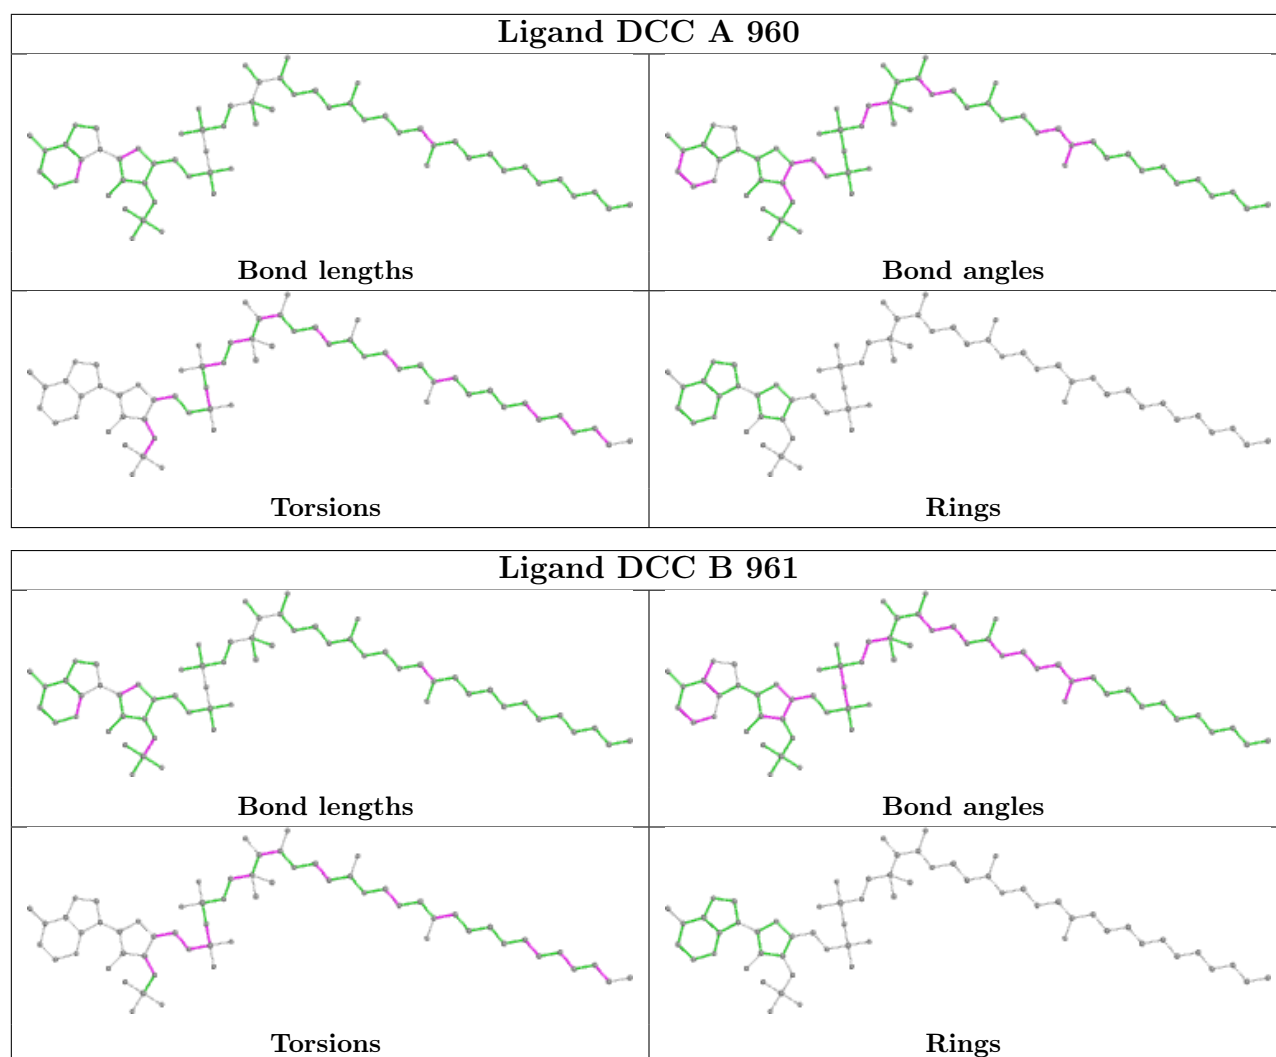 Ligand DCC A 960
Bond lengths
Bond angles
Torsions
Rings
Ligand DCC B 961
Bond lengths
Bond angles
Torsions
Rings